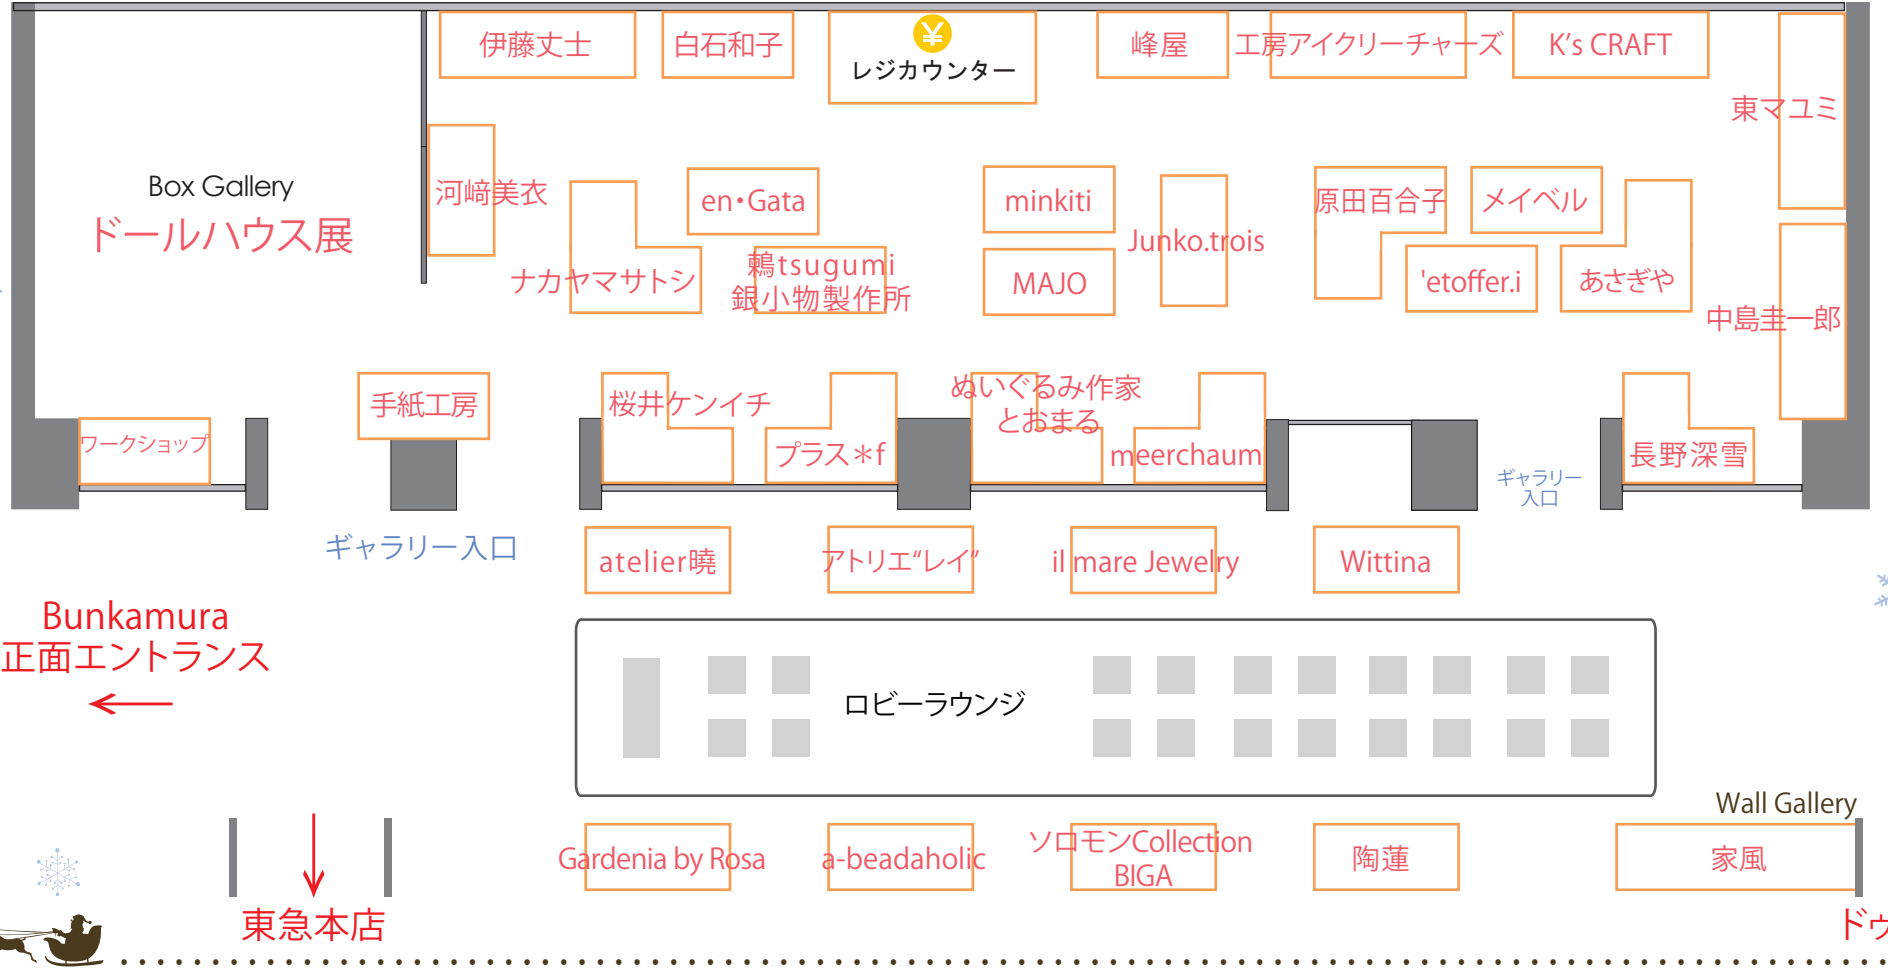 伊藤丈士
白石和子
¥
レジカウンター
峰屋
工房アイクリーチャーズ
K's CRAFT
東マユミ
Box Gallery
ドールハウス展
河﨑美衣
en・Gata
minkiti
Junko.trois
原田百合子
メイベル
ナカヤマサトシ
鶫tsugumi
銀小物製作所
MAJO
'etoffer.i
あさぎや
中島圭一郎
手紙工房
桜井ケンイチ
ぬいぐるみ作家
とおまる
ワークショップ
プラス＊f
meerchaum
長野深雪
ギャラリー
入口
ギャラリー入口
atelier曉
アトリエ“レイ”
il mare Jewelry
Wittina
Bunkamura
正面エントランス
ロビーラウンジ
Wall Gallery
Gardenia by Rosa
a-beadaholic
ソロモンCollection
BIGA
陶蓮
家風
東急本店
ドゥ